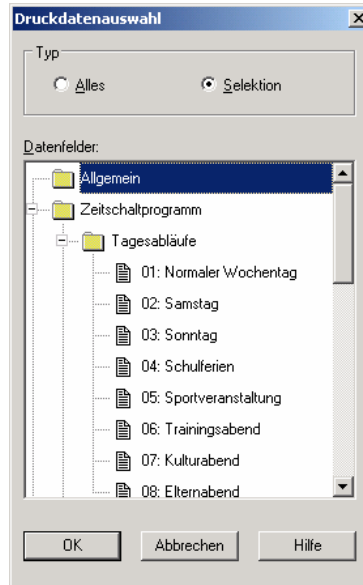 Druckdatenauswahl
Typ
Alles
Selektion
Datenfelder:
Allgemein
Zeitschaltprogramm
Tagesabläufe
01: Normaler Wochentag
02: Samstag
03: Sonntag
04: Schulferien
05: Sportveranstaltung
06: Trainingsabend
07: Kulturabend
08: Elternabend
OK Abbrechen Hilfe